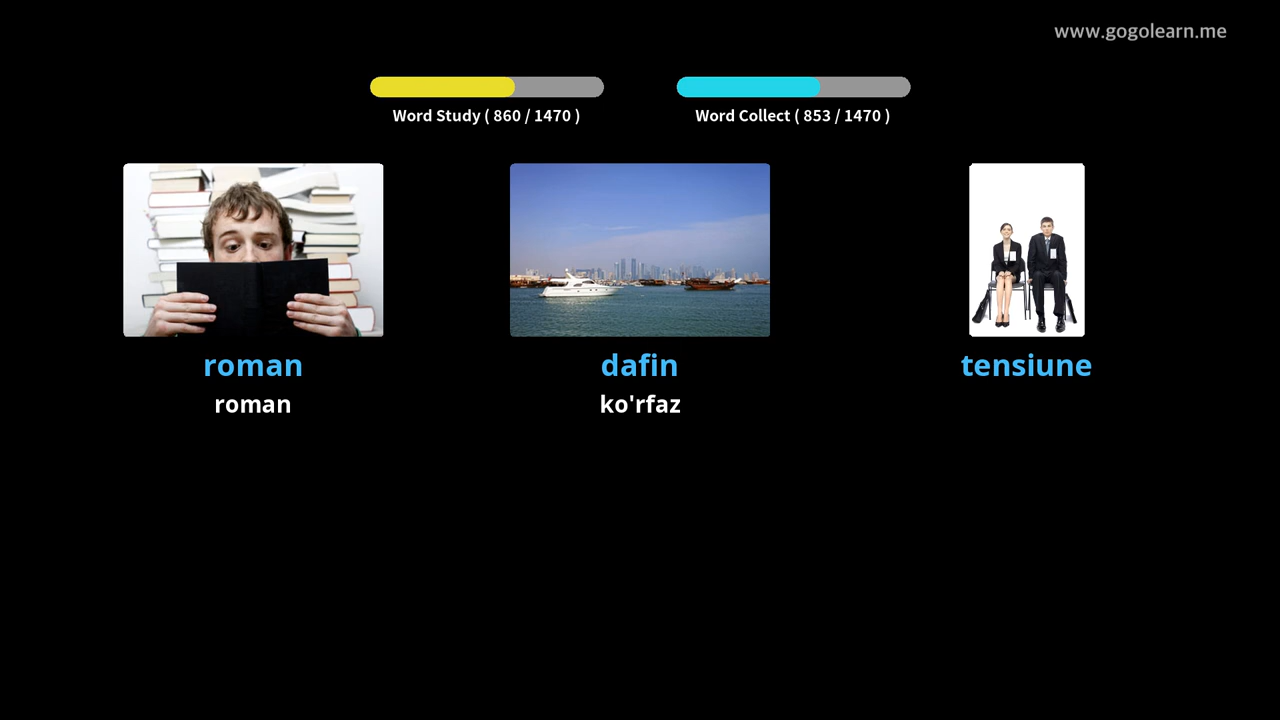 www.gogolearn.me
Word Study ( 860 / 1470 )
Word Collect ( 853 / 1470 )
roman
dafin
tensiune
roman
ko'rfaz